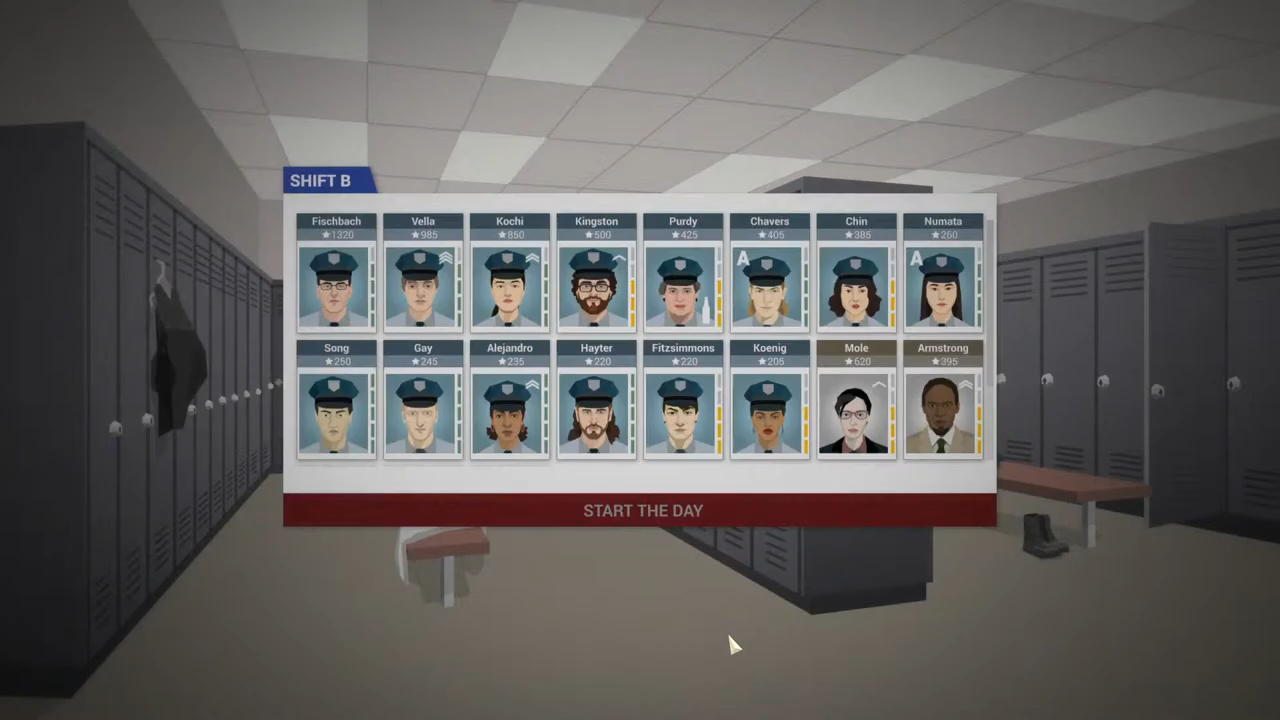 SHIFT B
Fischbach Vella Kochi Kingston Purdy Chavers Chin Numata
★1320 ★985 ★850 ★500 ★425 ★405 ★385 ★260
A A
Song Gay Alejandro Hayter Fitzsimmons Koenig Mole Armstrong
★250 ★245 ★235 ★220 ★220 ★205 ★620 ★395
START THE DAY